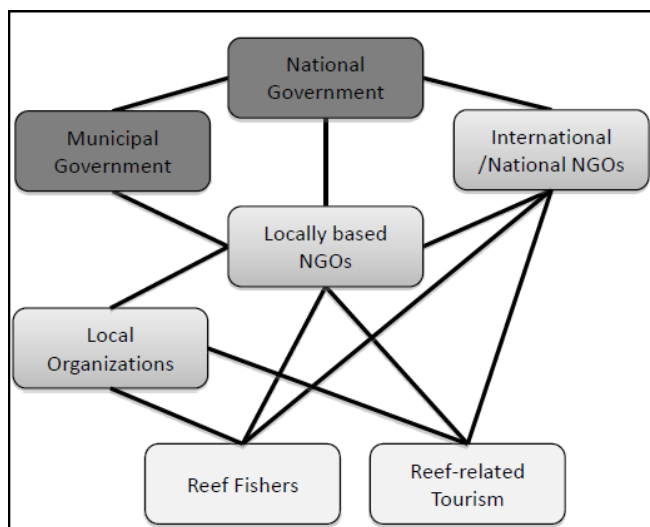 National
Government
Municipal
Government
International
/National NGOs
Locally based
NGOs
Local
Organizations
Reef Fishers
Reef-related
Tourism